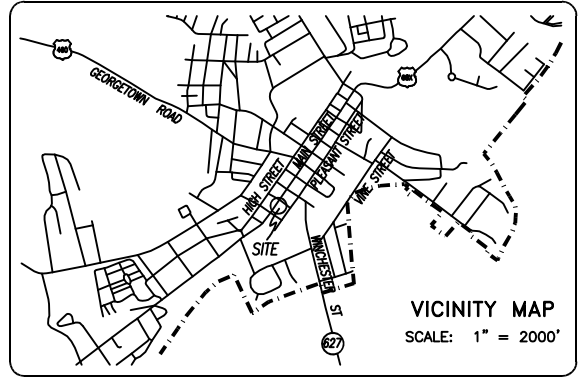 460
GEORGETOWN ROAD
68X
HIGH STREET
MAIN STREET
PLEASANT STREET
VINE STREET
SITE
WINCHESTER ST
627
VICINITY MAP
SCALE: 1" = 2000'